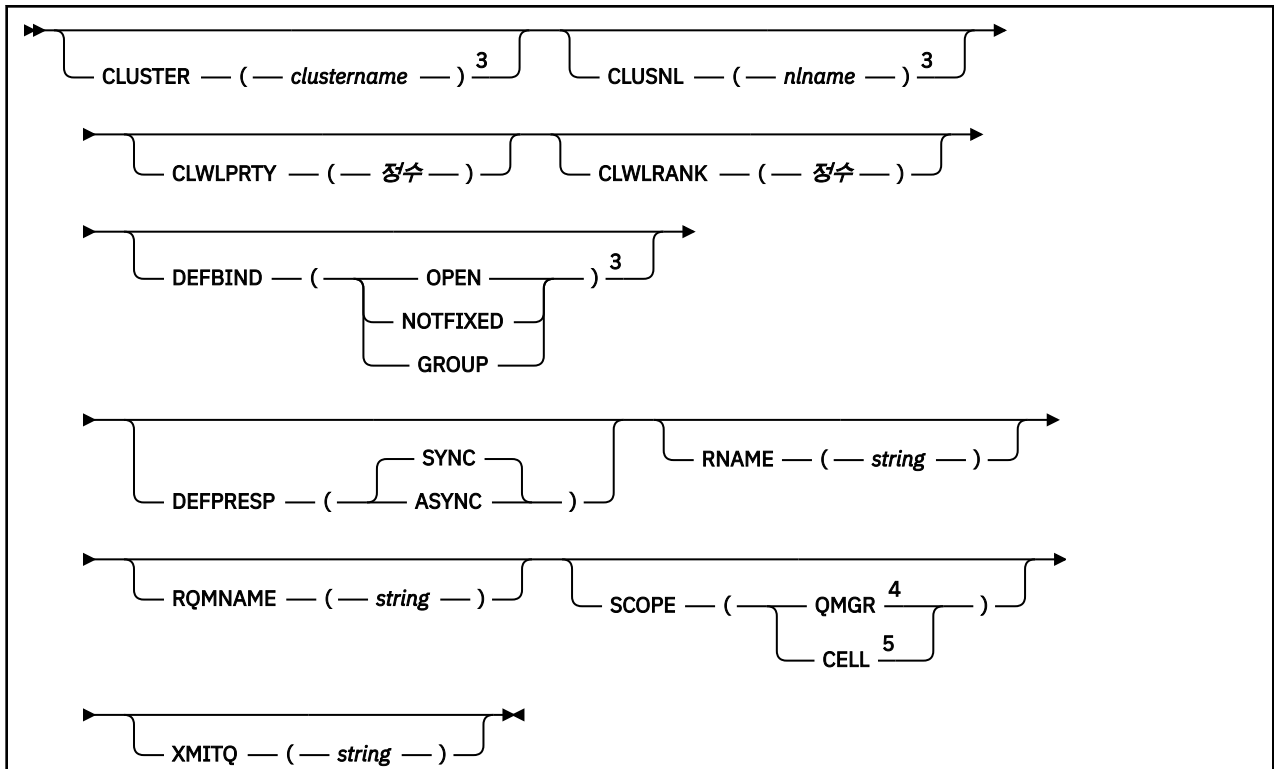 CLUSTER ( clustername ) 3 CLUSNL ( nlname ) 3
CLWLPRTY ( 정수 ) CLWLRANK ( 정수 )
DEFBIND ( OPEN ) 3
NOTFIXED
GROUP
SYNC
DEFPRESP ( ASYNC ) RNAME ( string )
RQMNAME ( string ) SCOPE ( QMGR 4 )
CELL 5
XMITQ ( string )